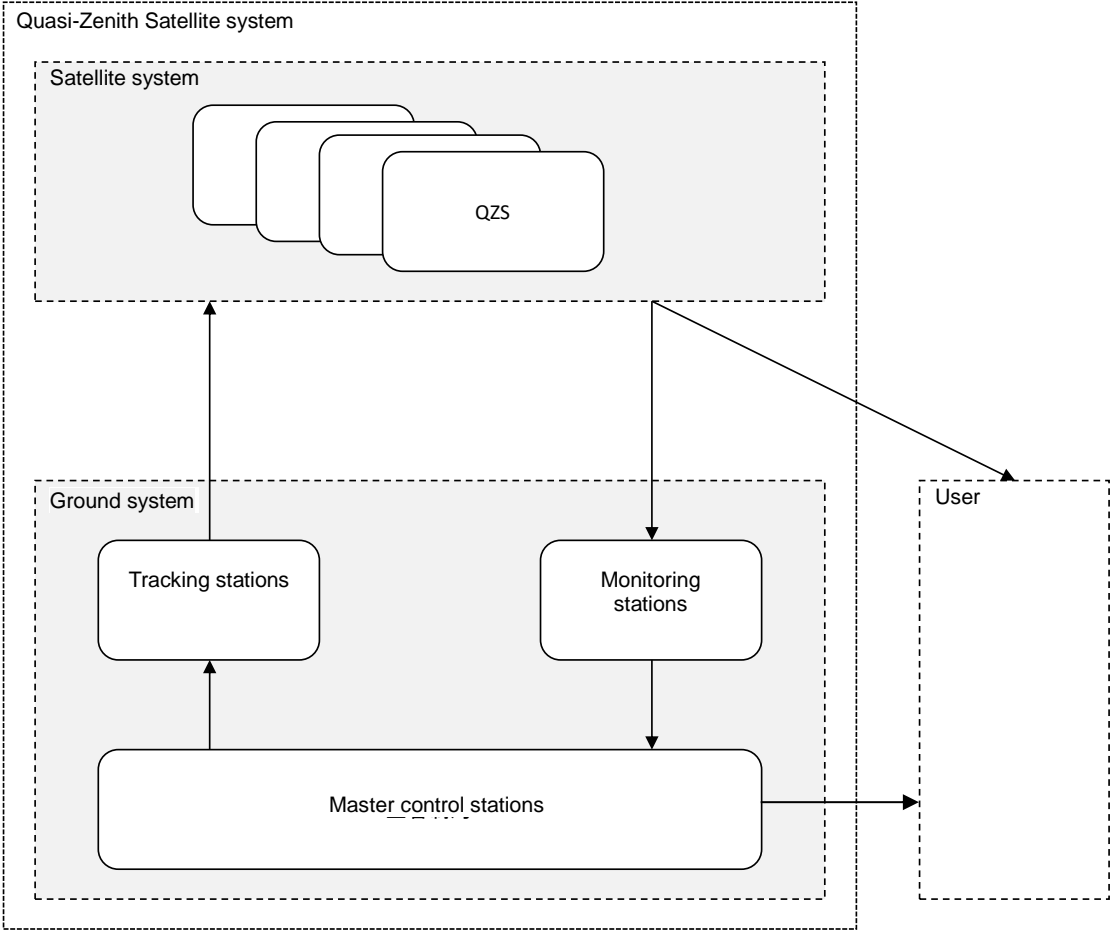 Quasi-Zenith Satellite system
Satellite system
QZS
Ground system
User
Tracking stations
Monitoring
stations
Master control stations